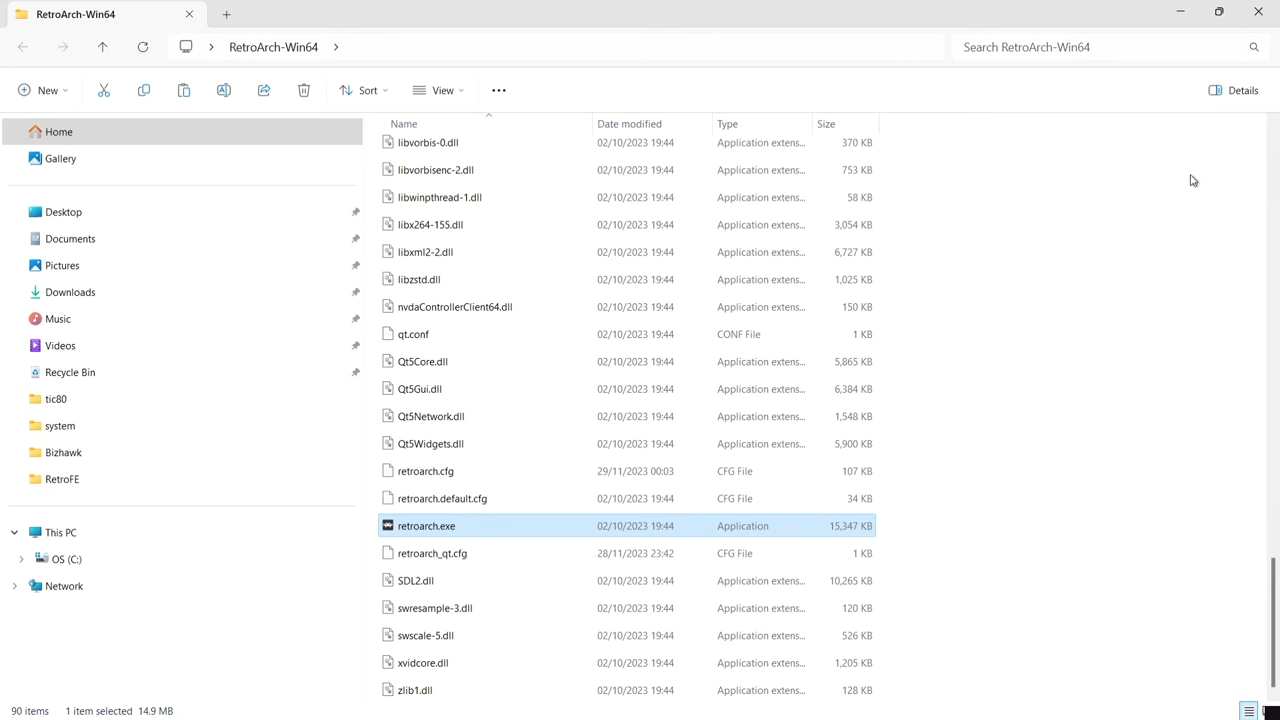 RetroArch-Win64
RetroArch-Win64
Search RetroArch-Win64
New
Sort
View
Details
Home
Gallery
Desktop
Documents
Pictures
Downloads
Music
Videos
Recycle Bin
tic80
system
Bizhawk
RetroFE
This PC
OS (C:)
Network
Name Date modified Type Size
libvorbis-0.dll 02/10/2023 19:44 Application extens... 370 KB
libvorbisenc-2.dll 02/10/2023 19:44 Application extens... 753 KB
libwinpthread-1.dll 02/10/2023 19:44 Application extens... 58 KB
libx264-155.dll 02/10/2023 19:44 Application extens... 3,054 KB
libxml2-2.dll 02/10/2023 19:44 Application extens... 6,727 KB
libzstd.dll 02/10/2023 19:44 Application extens... 1,025 KB
nvdaControllerClient64.dll 02/10/2023 19:44 Application extens... 150 KB
qt.conf 02/10/2023 19:44 CONF File 1 KB
Qt5Core.dll 02/10/2023 19:44 Application extens... 5,865 KB
Qt5Gui.dll 02/10/2023 19:44 Application extens... 6,384 KB
Qt5Network.dll 02/10/2023 19:44 Application extens... 1,548 KB
Qt5Widgets.dll 02/10/2023 19:44 Application extens... 5,900 KB
retroarch.cfg 29/11/2023 00:03 CFG File 107 KB
retroarch.default.cfg 02/10/2023 19:44 CFG File 34 KB
retroarch.exe 02/10/2023 19:44 Application 15,347 KB
retroarch_qt.cfg 28/11/2023 23:42 CFG File 1 KB
SDL2.dll 02/10/2023 19:44 Application extens... 10,265 KB
swresample-3.dll 02/10/2023 19:44 Application extens... 120 KB
swscale-5.dll 02/10/2023 19:44 Application extens... 526 KB
xvidcore.dll 02/10/2023 19:44 Application extens... 1,205 KB
zlib1.dll 02/10/2023 19:44 Application extens... 128 KB
90 items 1 item selected 14.9 MB